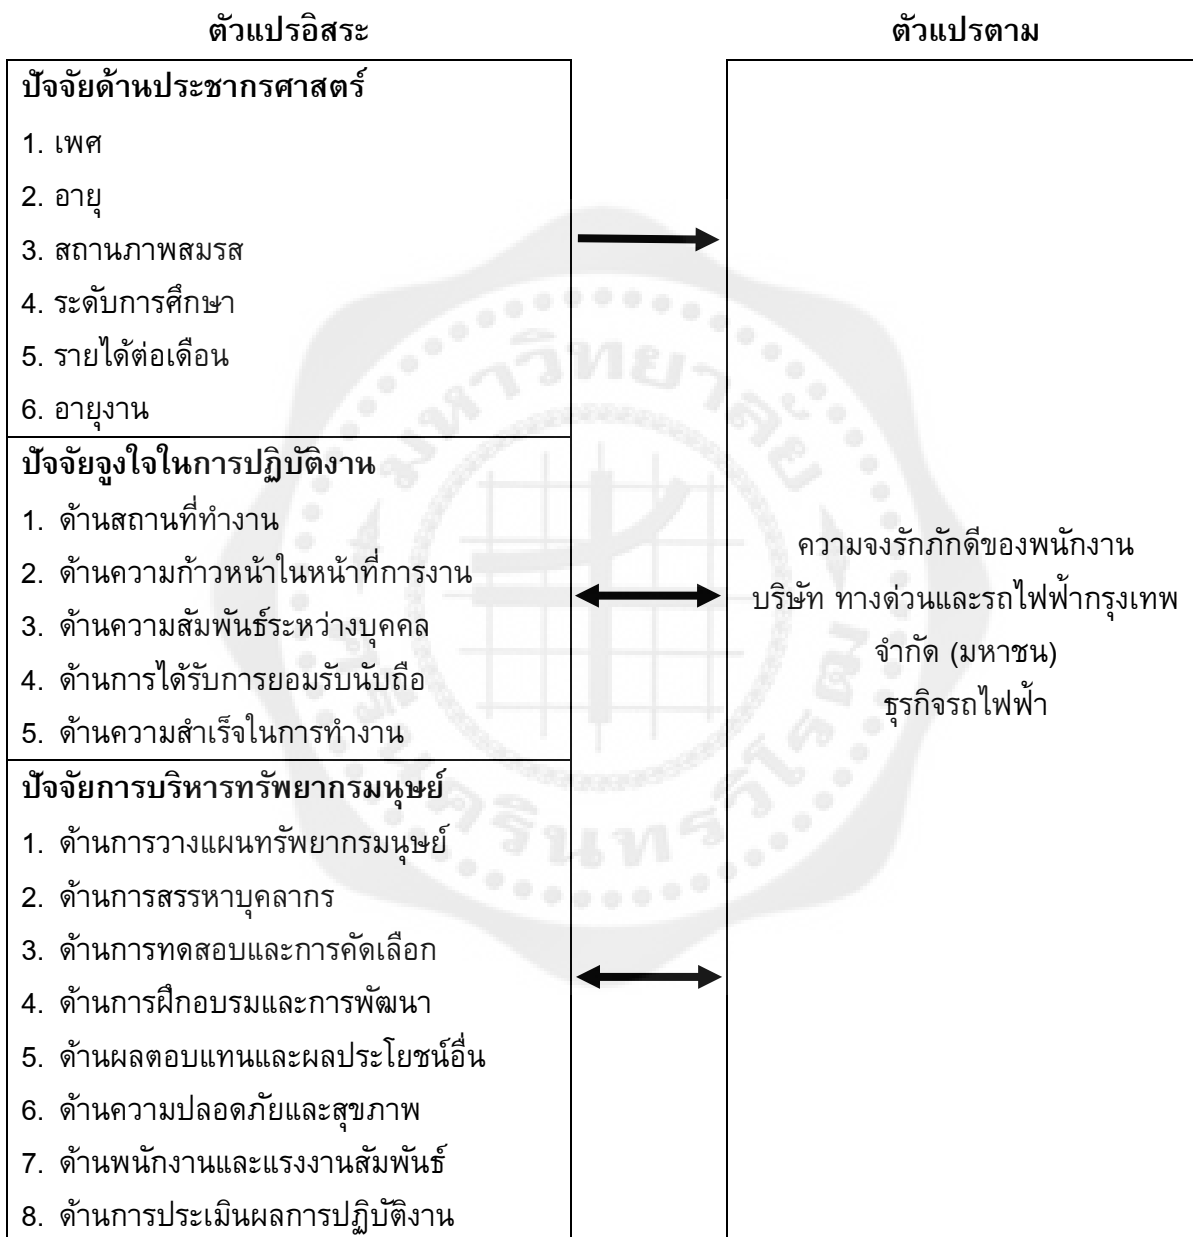 ตัวแปรอิสระ
ตัวแปรตาม
ปัจจัยด้านประชากรศาสตร์
1. เพศ
2. อายุ
3. สถานภาพสมรส
4. ระดับการศึกษา
5. รายได้ต่อเดือน
6. อายุงาน
ปัจจัยจูงใจในการปฏิบัติงาน
1. ด้านสถานที่ทำงาน
2. ด้านความก้าวหน้าในหน้าที่การงาน
3. ด้านความสัมพันธ์ระหว่างบุคคล
4. ด้านการได้รับการยอมรับนับถือ
5. ด้านความสำเร็จในการทำงาน
ปัจจัยการบริหารทรัพยากรมนุษย์
1. ด้านการวางแผนทรัพยากรมนุษย์
2. ด้านการสรรหาบุคลากร
3. ด้านการทดสอบและการคัดเลือก
4. ด้านการฝึกอบรมและการพัฒนา
5. ด้านผลตอบแทนและผลประโยชน์อื่น
6. ด้านความปลอดภัยและสุขภาพ
7. ด้านพนักงานและแรงงานสัมพันธ์
8. ด้านการประเมินผลการปฏิบัติงาน
ความจงรักภักดีของพนักงาน
บริษัท ทางด่วนและรถไฟฟ้ากรุงเทพ
จำกัด (มหาชน)
ธุรกิจรถไฟฟ้า
มหาวิทยาลัย
ศรีนครินทรวิโรฒ